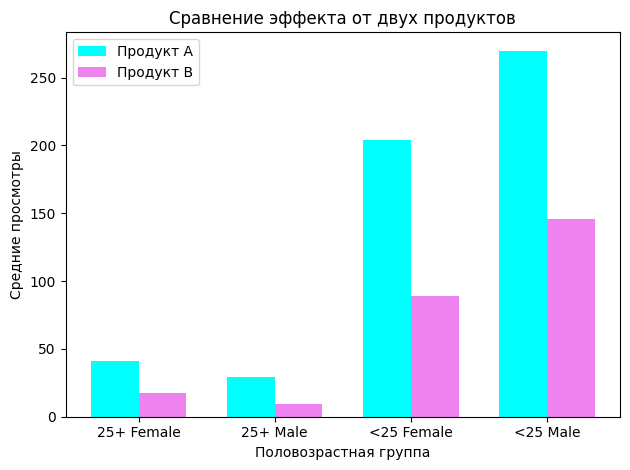 Сравнение эффекта от двух продуктов
Продукт A
Продукт B
Средние просмотры
250
200
150
100
50
0
25+ Female
25+ Male
<25 Female
<25 Male
Половозрастная группа